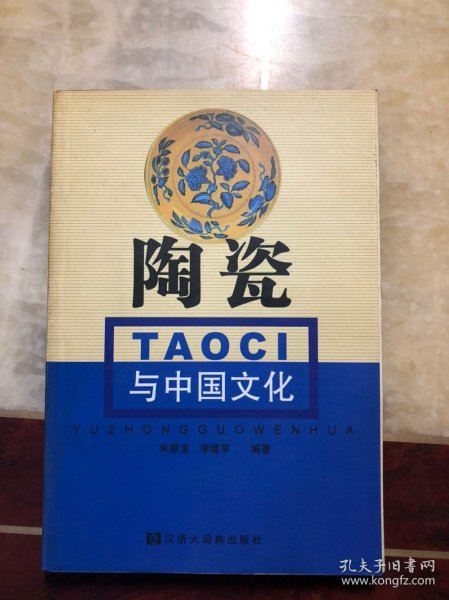 陶瓷
TAOCI
与中国文化
YUZHONGGUOWENHUA
朱顺龙 李建军 编著
汉语大词典出版社
孔夫子旧书网
www.kongfz.com